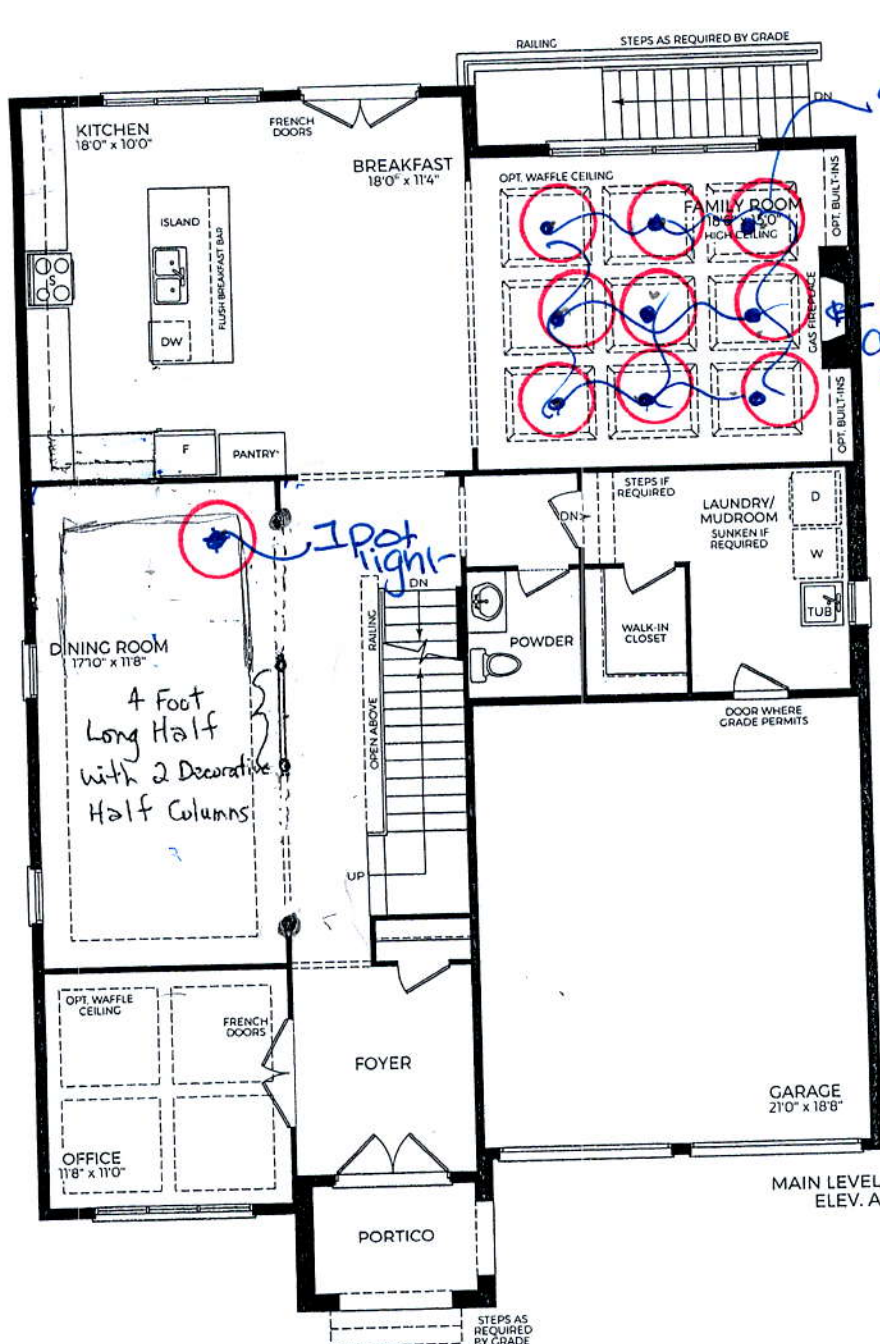 RAILING
STEPS AS REQUIRED BY GRADE
DN
KITCHEN
18'0" x 10'0"
FRENCH
DOORS
BREAKFAST
18'0" x 11'4"
OPT. WAFFLE CEILING
FAMILY ROOM
HIGH CEILING
OPT. BUILT-INS
ISLAND
FLUSH BREAKFAST BAR
S
DW
GAS FIREPLACE
OPT. BUILT-INS
F
PANTRY
1 pot
light
STEPS IF
REQUIRED
DN
LAUNDRY/
MUDROOM
SUNKEN IF
REQUIRED
D
W
TUB
DN
RAILING
OPEN ABOVE
POWDER
WALK-IN
CLOSET
DINING ROOM
17'10" x 11'8"
4 Foot
Long Half
with 2 Decorative
Half Columns
DOOR WHERE
GRADE PERMITS
UP
OPT. WAFFLE
CEILING
FRENCH
DOORS
FOYER
OFFICE
11'8" x 11'0"
GARAGE
21'0" x 18'8"
MAIN LEVEL
ELEV. A
PORTICO
STEPS AS
REQUIRED
BY GRADE